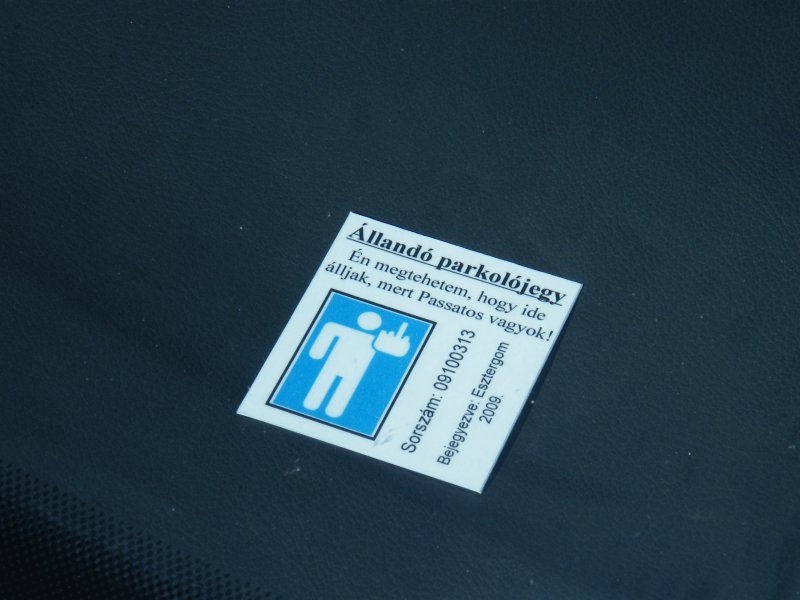 Állandó parkolójegy
Én megtehetem, hogy ide
álljak, mert Passatos vagyok!
Sorszám: 09100313
Bejegyezve: Esztergom
2009.